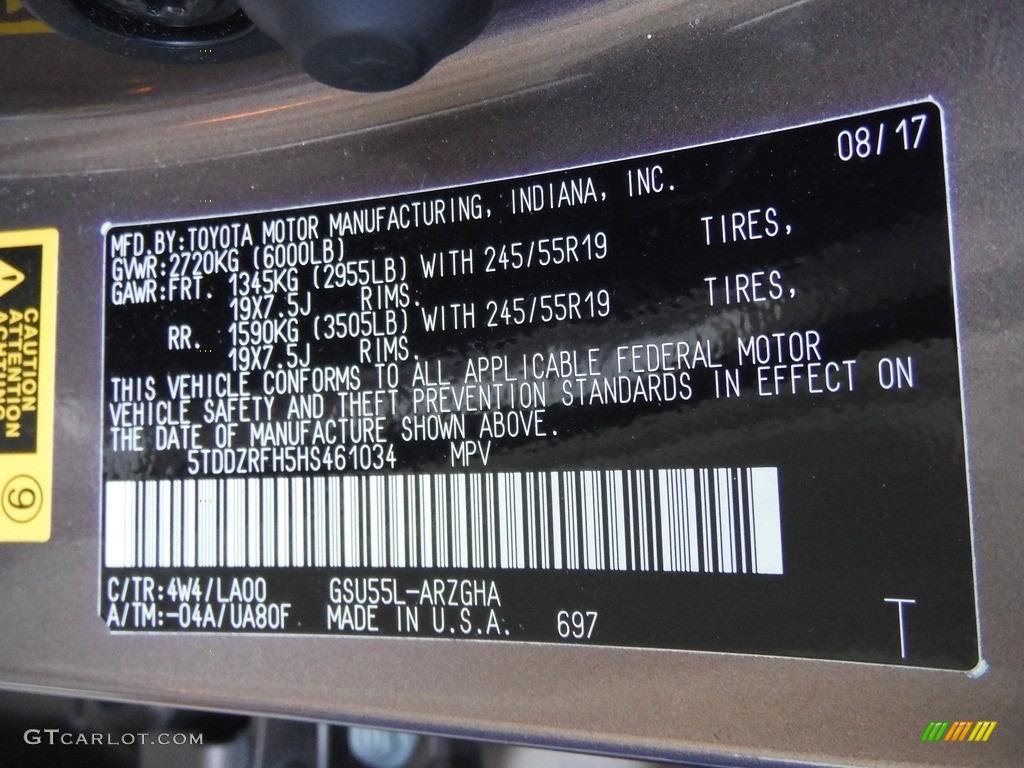 08/17
MFD.BY:TOYOTA MOTOR MANUFACTURING, INDIANA, INC.
GVWR:2720KG (6000LB)
GAWR:FRT. 1345KG (2955LB) WITH 245/55R19 TIRES,
19X7.5J RIMS.
RR. 1590KG (3505LB) WITH 245/55R19 TIRES,
19X7.5J RIMS.
THIS VEHICLE CONFORMS TO ALL APPLICABLE FEDERAL MOTOR
VEHICLE SAFETY AND THEFT PREVENTION STANDARDS IN EFFECT ON
THE DATE OF MANUFACTURE SHOWN ABOVE.
5TDDZRFH5HS461034 MPV
C/TR:4W4/LA00 GSU55L-ARZGHA
A/TM:-04A/UA80F MADE IN U.S.A. 697
T
CAUTION
ATTENTION
9
GTCARLOT.COM